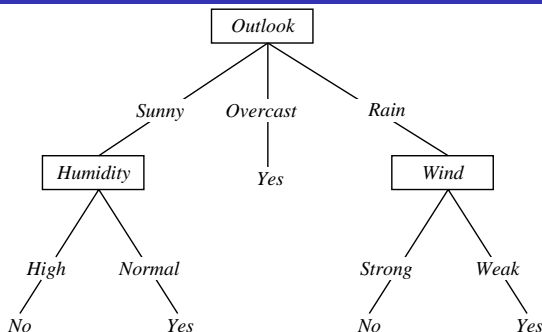 Outlook
Sunny Overcast Rain
Humidity Yes Wind
High Normal Strong Weak
No Yes No Yes